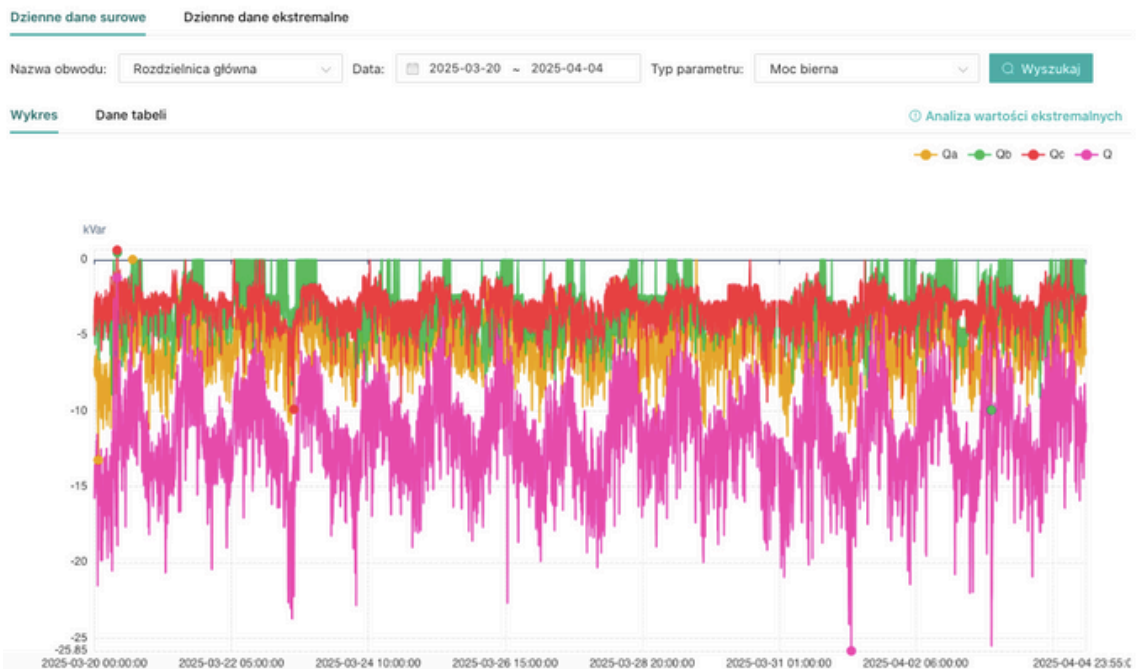 Dzienne dane surowe Dzienne dane ekstremalne
Nazwa obwodu: Rozdzielnica główna Data: 2025-03-20 ~ 2025-04-04 Typ parametru: Moc bierna Wyszukaj
Wykres Dane tabeli Analiza wartości ekstremalnych
Qa Qb Qc Q
kVar
0
-5
-10
-15
-20
-25
-25.85
2025-03-20 00:00:00 2025-03-22 05:00:00 2025-03-24 10:00:00 2025-03-26 15:00:00 2025-03-28 20:00:00 2025-03-31 01:00:00 2025-04-02 06:00:00 2025-04-04 23:55:0